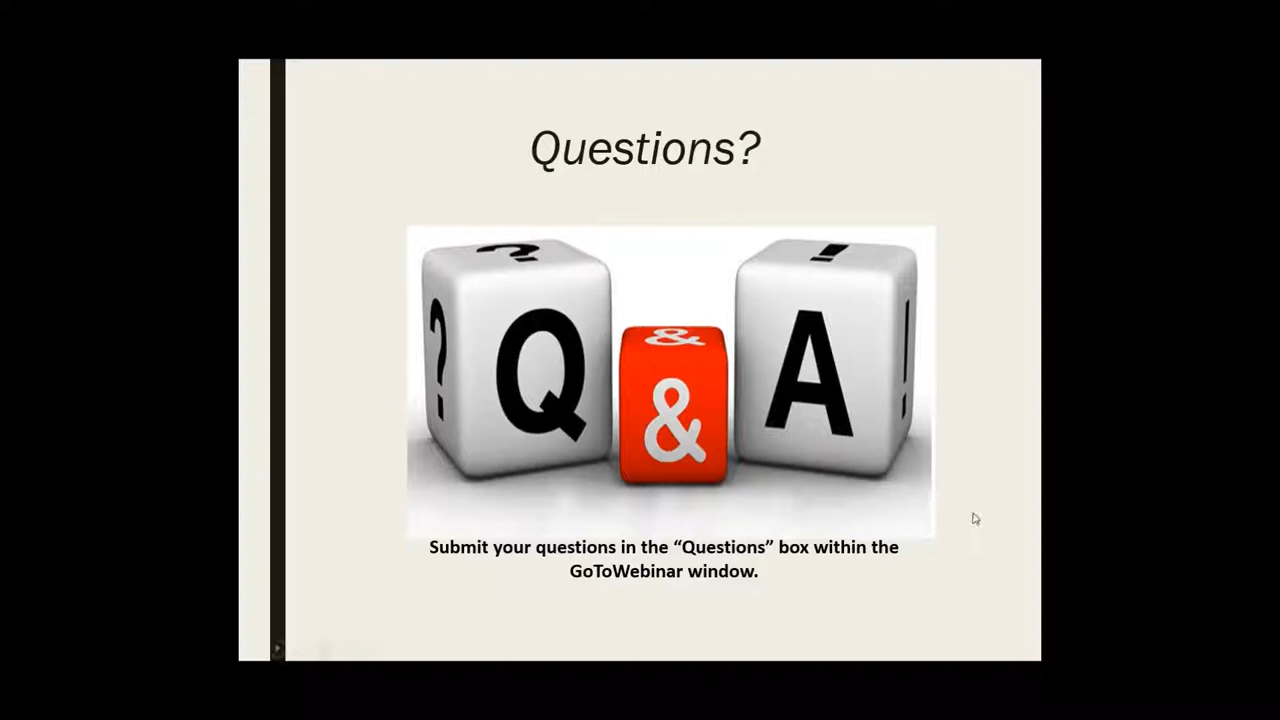 Questions?
? !
? Q & A !
&
Submit your questions in the “Questions” box within the
GoToWebinar window.